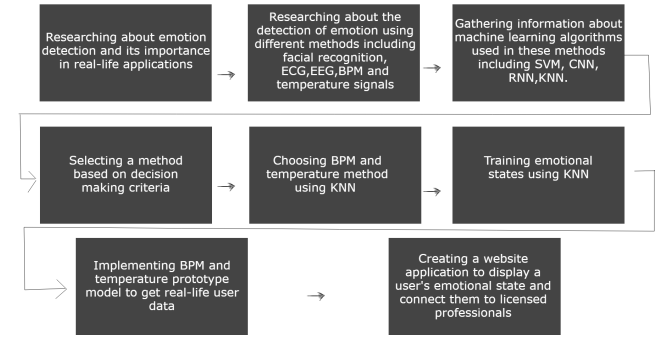 Researching about emotion
detection and its importance
in real-life applications
Researching about the
detection of emotion using
different methods including
facial recognition,
ECG,EEG,BPM and
temperature signals
Gathering information about
machine learning algorithms
used in these methods
including SVM, CNN,
RNN,KNN.
Selecting a method
based on decision
making criteria
Choosing BPM and
temperature method
using KNN
Training emotional
states using KNN
Implementing BPM and
temperature prototype
model to get real-life user
data
Creating a website
application to display a
user's emotional state and
connect them to licensed
professionals